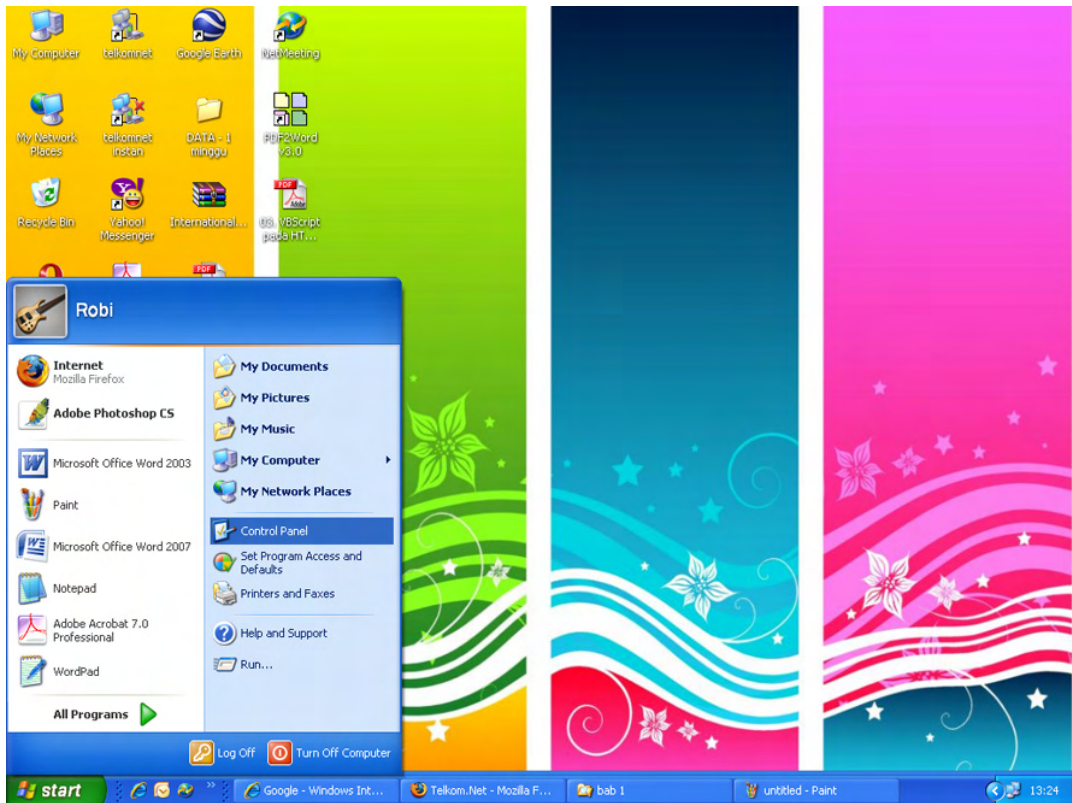 My Computer
telkomnet
Google Earth
NetMeeting
My Network
Places
telkomnet
instan
DATA - 1
minggu
PDF2Word
v3.0
Recycle Bin
Yahoo!
Messenger
International...
PDF
Adobe
03. VBScript
pada HT...
PDF
Robi
Internet
Mozilla Firefox
Adobe Photoshop CS
Microsoft Office Word 2003
Paint
Microsoft Office Word 2007
Notepad
Adobe Acrobat 7.0
Professional
WordPad
All Programs
My Documents
My Pictures
My Music
My Computer
My Network Places
Control Panel
Set Program Access and
Defaults
Printers and Faxes
Help and Support
Run...
Log Off
Turn Off Computer
start
Google - Windows Int...
Telkom.Net - Mozilla F...
bab 1
untitled - Paint
13:24